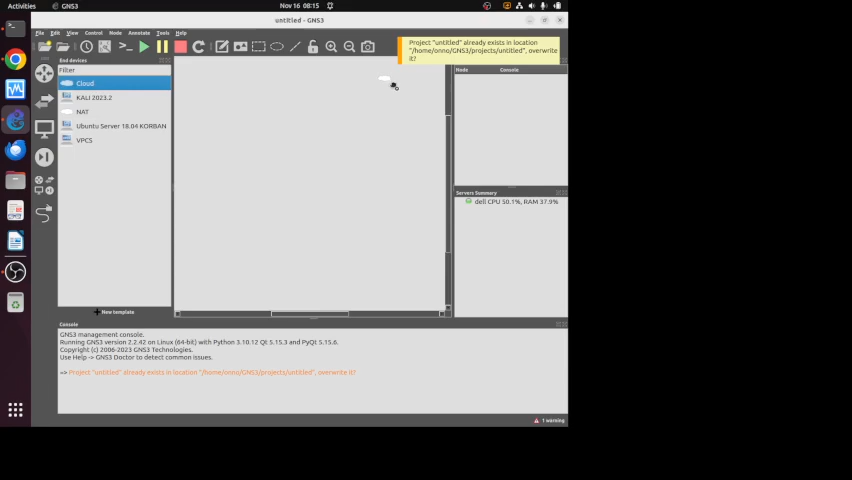 Activities
GNS3
Nov 16 08:15
untitled - GNS3
File Edit View Control Node Annotate Tools Help
Project "untitled" already exists in location
"/home/onno/GNS3/projects/untitled", overwrite
it?
End devices
Filter
Cloud
KALI 2023.2
NAT
Ubuntu Server 18.04 KORBAN
VPCS
New template
Node Console
Servers Summary
dell CPU 50.1%, RAM 37.9%
Console
GNS3 management console.
Running GNS3 version 2.2.42 on Linux (64-bit) with Python 3.10.12 Qt 5.15.3 and PyQt 5.15.6.
Copyright (c) 2006-2023 GNS3 Technologies.
Use Help -> GNS3 Doctor to detect common issues.
=> Project "untitled" already exists in location "/home/onno/GNS3/projects/untitled", overwrite it?
1 warning